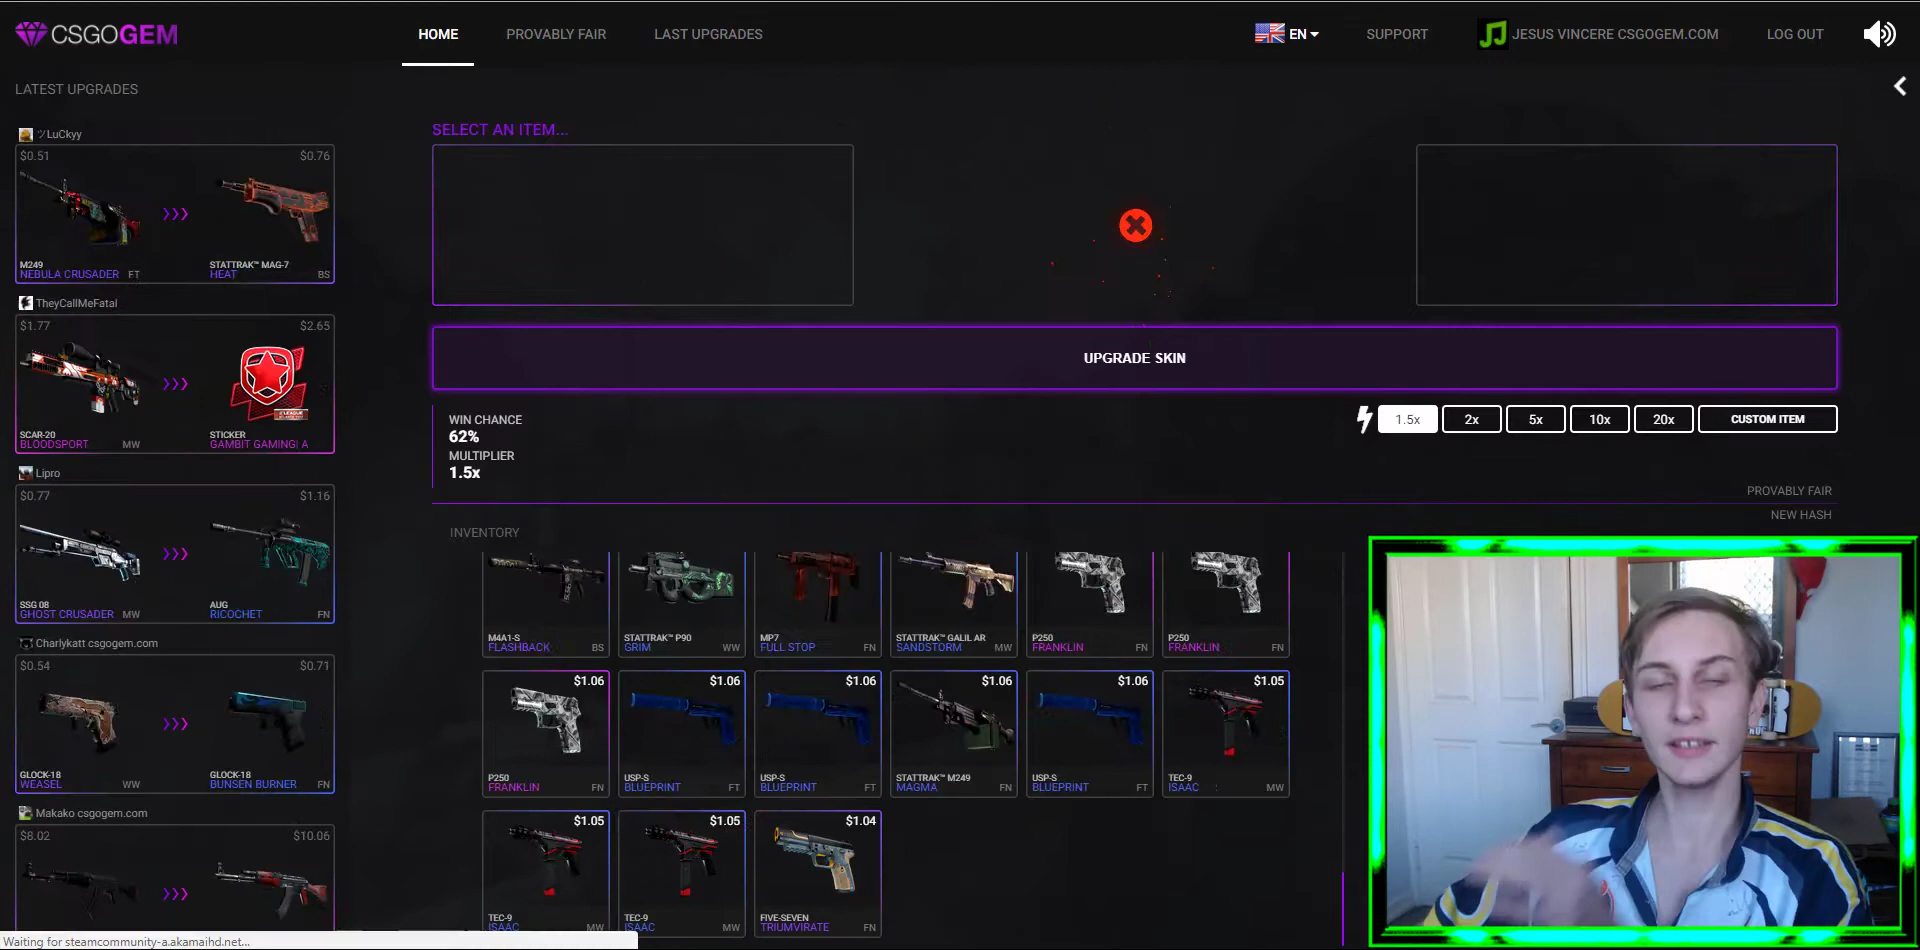 CSGOGEM
HOME
PROVABLY FAIR
LAST UPGRADES
EN
SUPPORT
JESUS VINCERE CSGOGEM.COM
LOG OUT
LATEST UPGRADES
ツLuCkyy
$0.51 $0.76
M249 STATTRAK™ MAG-7
NEBULA CRUSADER FT HEAT BS
TheyCallMeFatal
$1.77 $2.65
SCAR-20 STICKER
BLOODSPORT MW GAMBIT GAMING| A
Lipro
$0.77 $1.16
SSG 08 AUG
GHOST CRUSADER MW RICOCHET FN
Charlykatt csgogem.com
$0.54 $0.71
GLOCK-18 GLOCK-18
WEASEL WW BUNSEN BURNER FN
Makako csgogem.com
$8.02 $10.06
SELECT AN ITEM...
UPGRADE SKIN
WIN CHANCE
62%
MULTIPLIER
1.5x
1.5x 2x 5x 10x 20x CUSTOM ITEM
PROVABLY FAIR
NEW HASH
INVENTORY
M4A1-S STATTRAK™ P90 MP7 STATTRAK™ GALIL AR P250 P250
FLASHBACK BS GRIM WW FULL STOP FN SANDSTORM MW FRANKLIN FN FRANKLIN FN
$1.06 $1.06 $1.06 $1.06 $1.06 $1.05
P250 USP-S USP-S STATTRAK™ M249 USP-S TEC-9
FRANKLIN FN BLUEPRINT FT BLUEPRINT FT MAGMA FN BLUEPRINT FT ISAAC MW
$1.05 $1.05 $1.04
TEC-9 TEC-9 FIVE-SEVEN
ISAAC MW ISAAC MW TRIUMVIRATE FN
Waiting for steamcommunity-a.akamaihd.net...